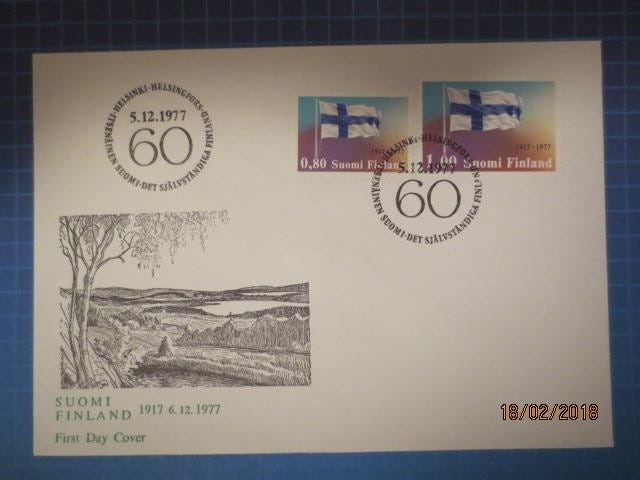 HELSINKI-HELSINGFORS
5.12.1977
60
ITSENÄINEN SUOMI-DET SJÄLVSTÄNDIGA FINLAND
1917-1977
0,80 Suomi Finland
1917-1977
1,00 Suomi Finland
HELSINKI-HELSINGFORS
5.12.1977
60
ITSENÄINEN SUOMI-DET SJÄLVSTÄNDIGA FINLAND
SUOMI
FINLAND 1917 6.12.1977
First Day Cover
18/02/2018